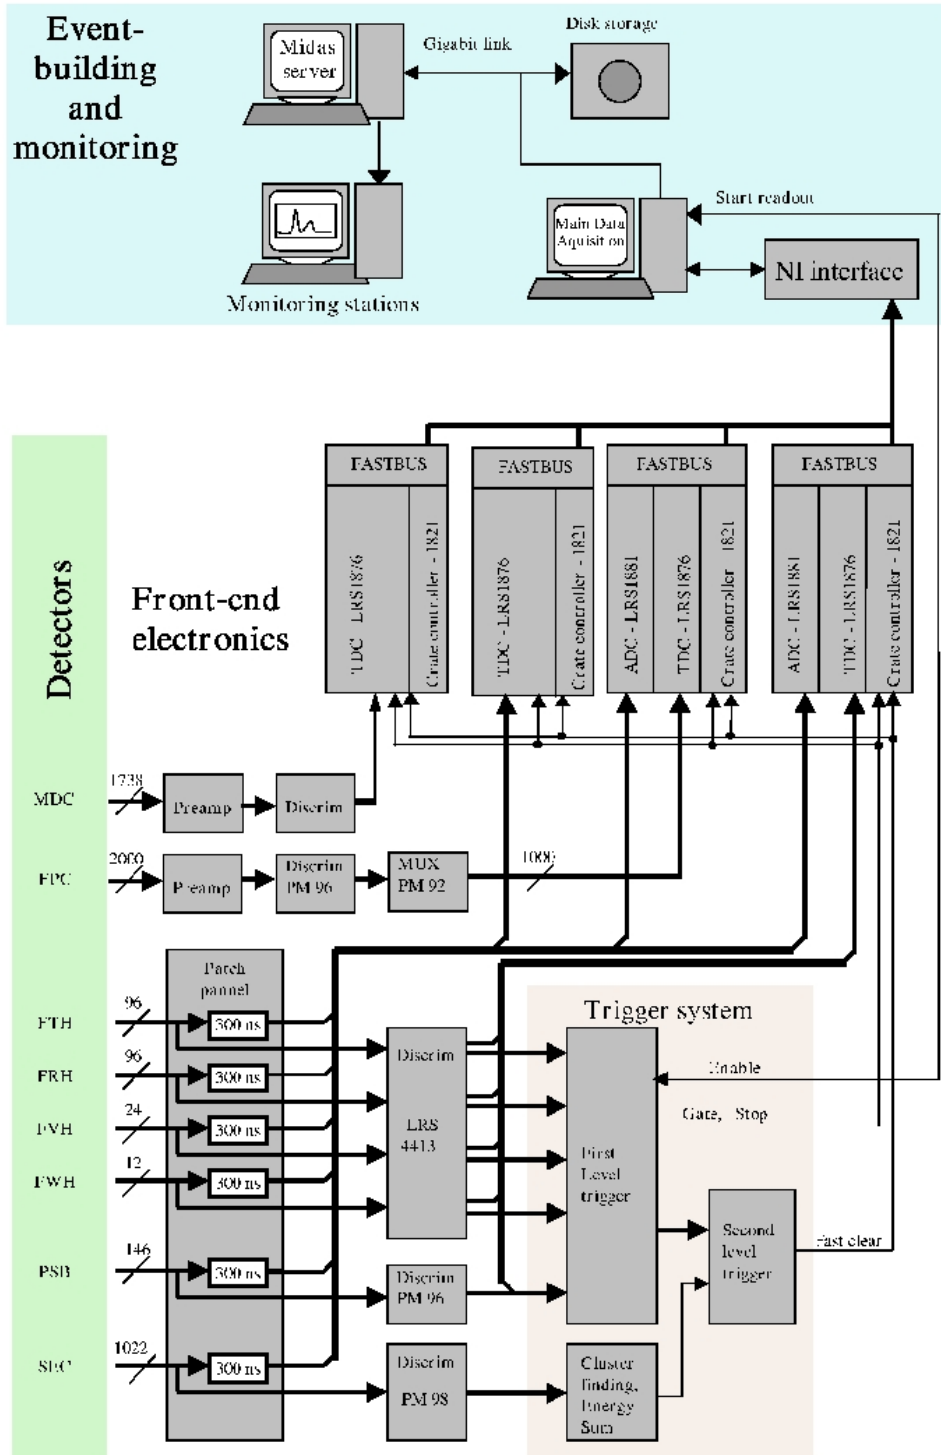 Event-
building
and
monitoring
Midas
server
Gigabit link
Disk storage
Monitoring stations
Main Data
Aquisition
Start readout
NI interface
Detectors
Front-end
electronics
FASTBUS
TDC - LRS1876
Crate controller - 1821
FASTBUS
TDC - LRS1876
Crate controller - 1821
FASTBUS
ADC - LRS1881
TDC - LRS1876
Crate controller - 1821
FASTBUS
ADC - LRS1881
TDC - LRS1876
Crate controller - 1821
MDC
1738
Preamp
Discrim
FPC
2000
Preamp
Discrim
PM 96
MUX
PM 92
1000
Patch
pannel
FTH
96
300 ns
FRH
96
300 ns
FVH
24
300 ns
FWH
12
300 ns
PSB
146
300 ns
SEC
1022
300 ns
Discrim
LRS
4413
Discrim
PM 96
Discrim
PM 98
Trigger system
First
Level
trigger
Enable
Gate, Stop
Second
level
trigger
Fast clear
Cluster
finding,
Energy
Sum